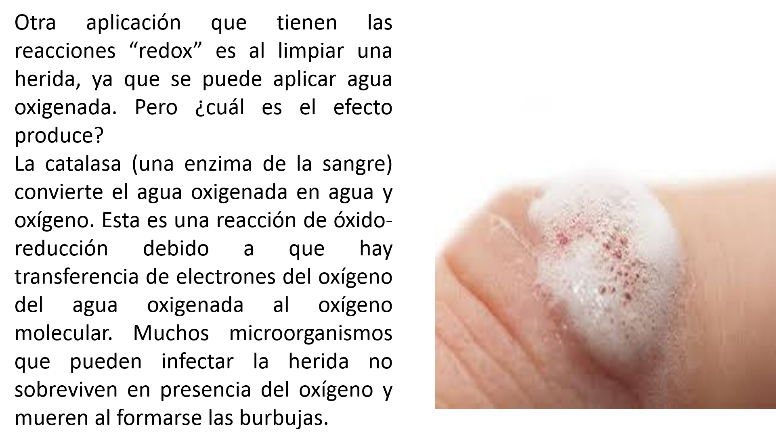 Otra aplicación que tienen las
reacciones “redox” es al limpiar una
herida, ya que se puede aplicar agua
oxigenada. Pero ¿cuál es el efecto
produce?
La catalasa (una enzima de la sangre)
convierte el agua oxigenada en agua y
oxígeno. Esta es una reacción de óxido-
reducción debido a que hay
transferencia de electrones del oxígeno
del agua oxigenada al oxígeno
molecular. Muchos microorganismos
que pueden infectar la herida no
sobreviven en presencia del oxígeno y
mueren al formarse las burbujas.